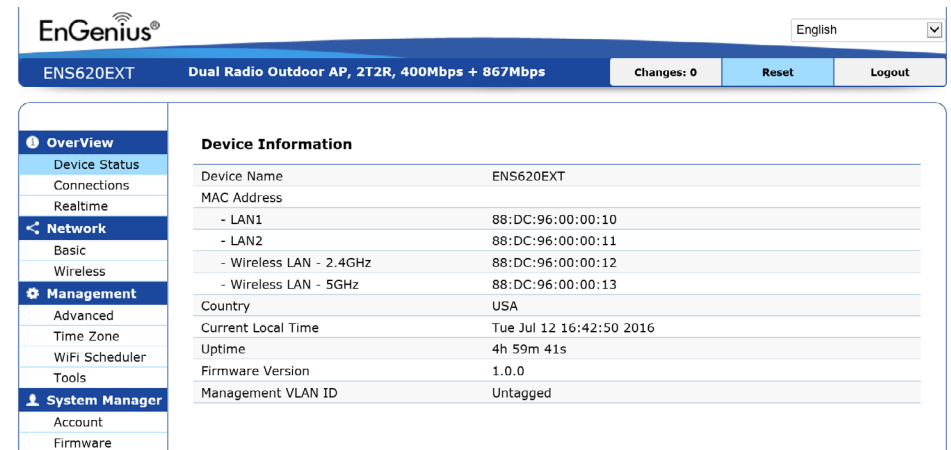 EnGenius®
English
ENS620EXT Dual Radio Outdoor AP, 2T2R, 400Mbps + 867Mbps Changes: 0 Reset Logout
OverView
Device Status
Connections
Realtime
Network
Basic
Wireless
Management
Advanced
Time Zone
WiFi Scheduler
Tools
System Manager
Account
Firmware
Device Information
Device Name ENS620EXT
MAC Address
- LAN1 88:DC:96:00:00:10
- LAN2 88:DC:96:00:00:11
- Wireless LAN - 2.4GHz 88:DC:96:00:00:12
- Wireless LAN - 5GHz 88:DC:96:00:00:13
Country USA
Current Local Time Tue Jul 12 16:42:50 2016
Uptime 4h 59m 41s
Firmware Version 1.0.0
Management VLAN ID Untagged